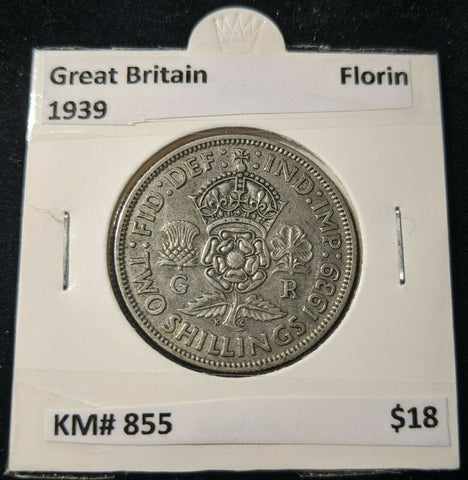 Great Britain Florin
1939
: FID : DEF : IND : IMP :
G R
TWO SHILLINGS 1939
KM# 855 $18